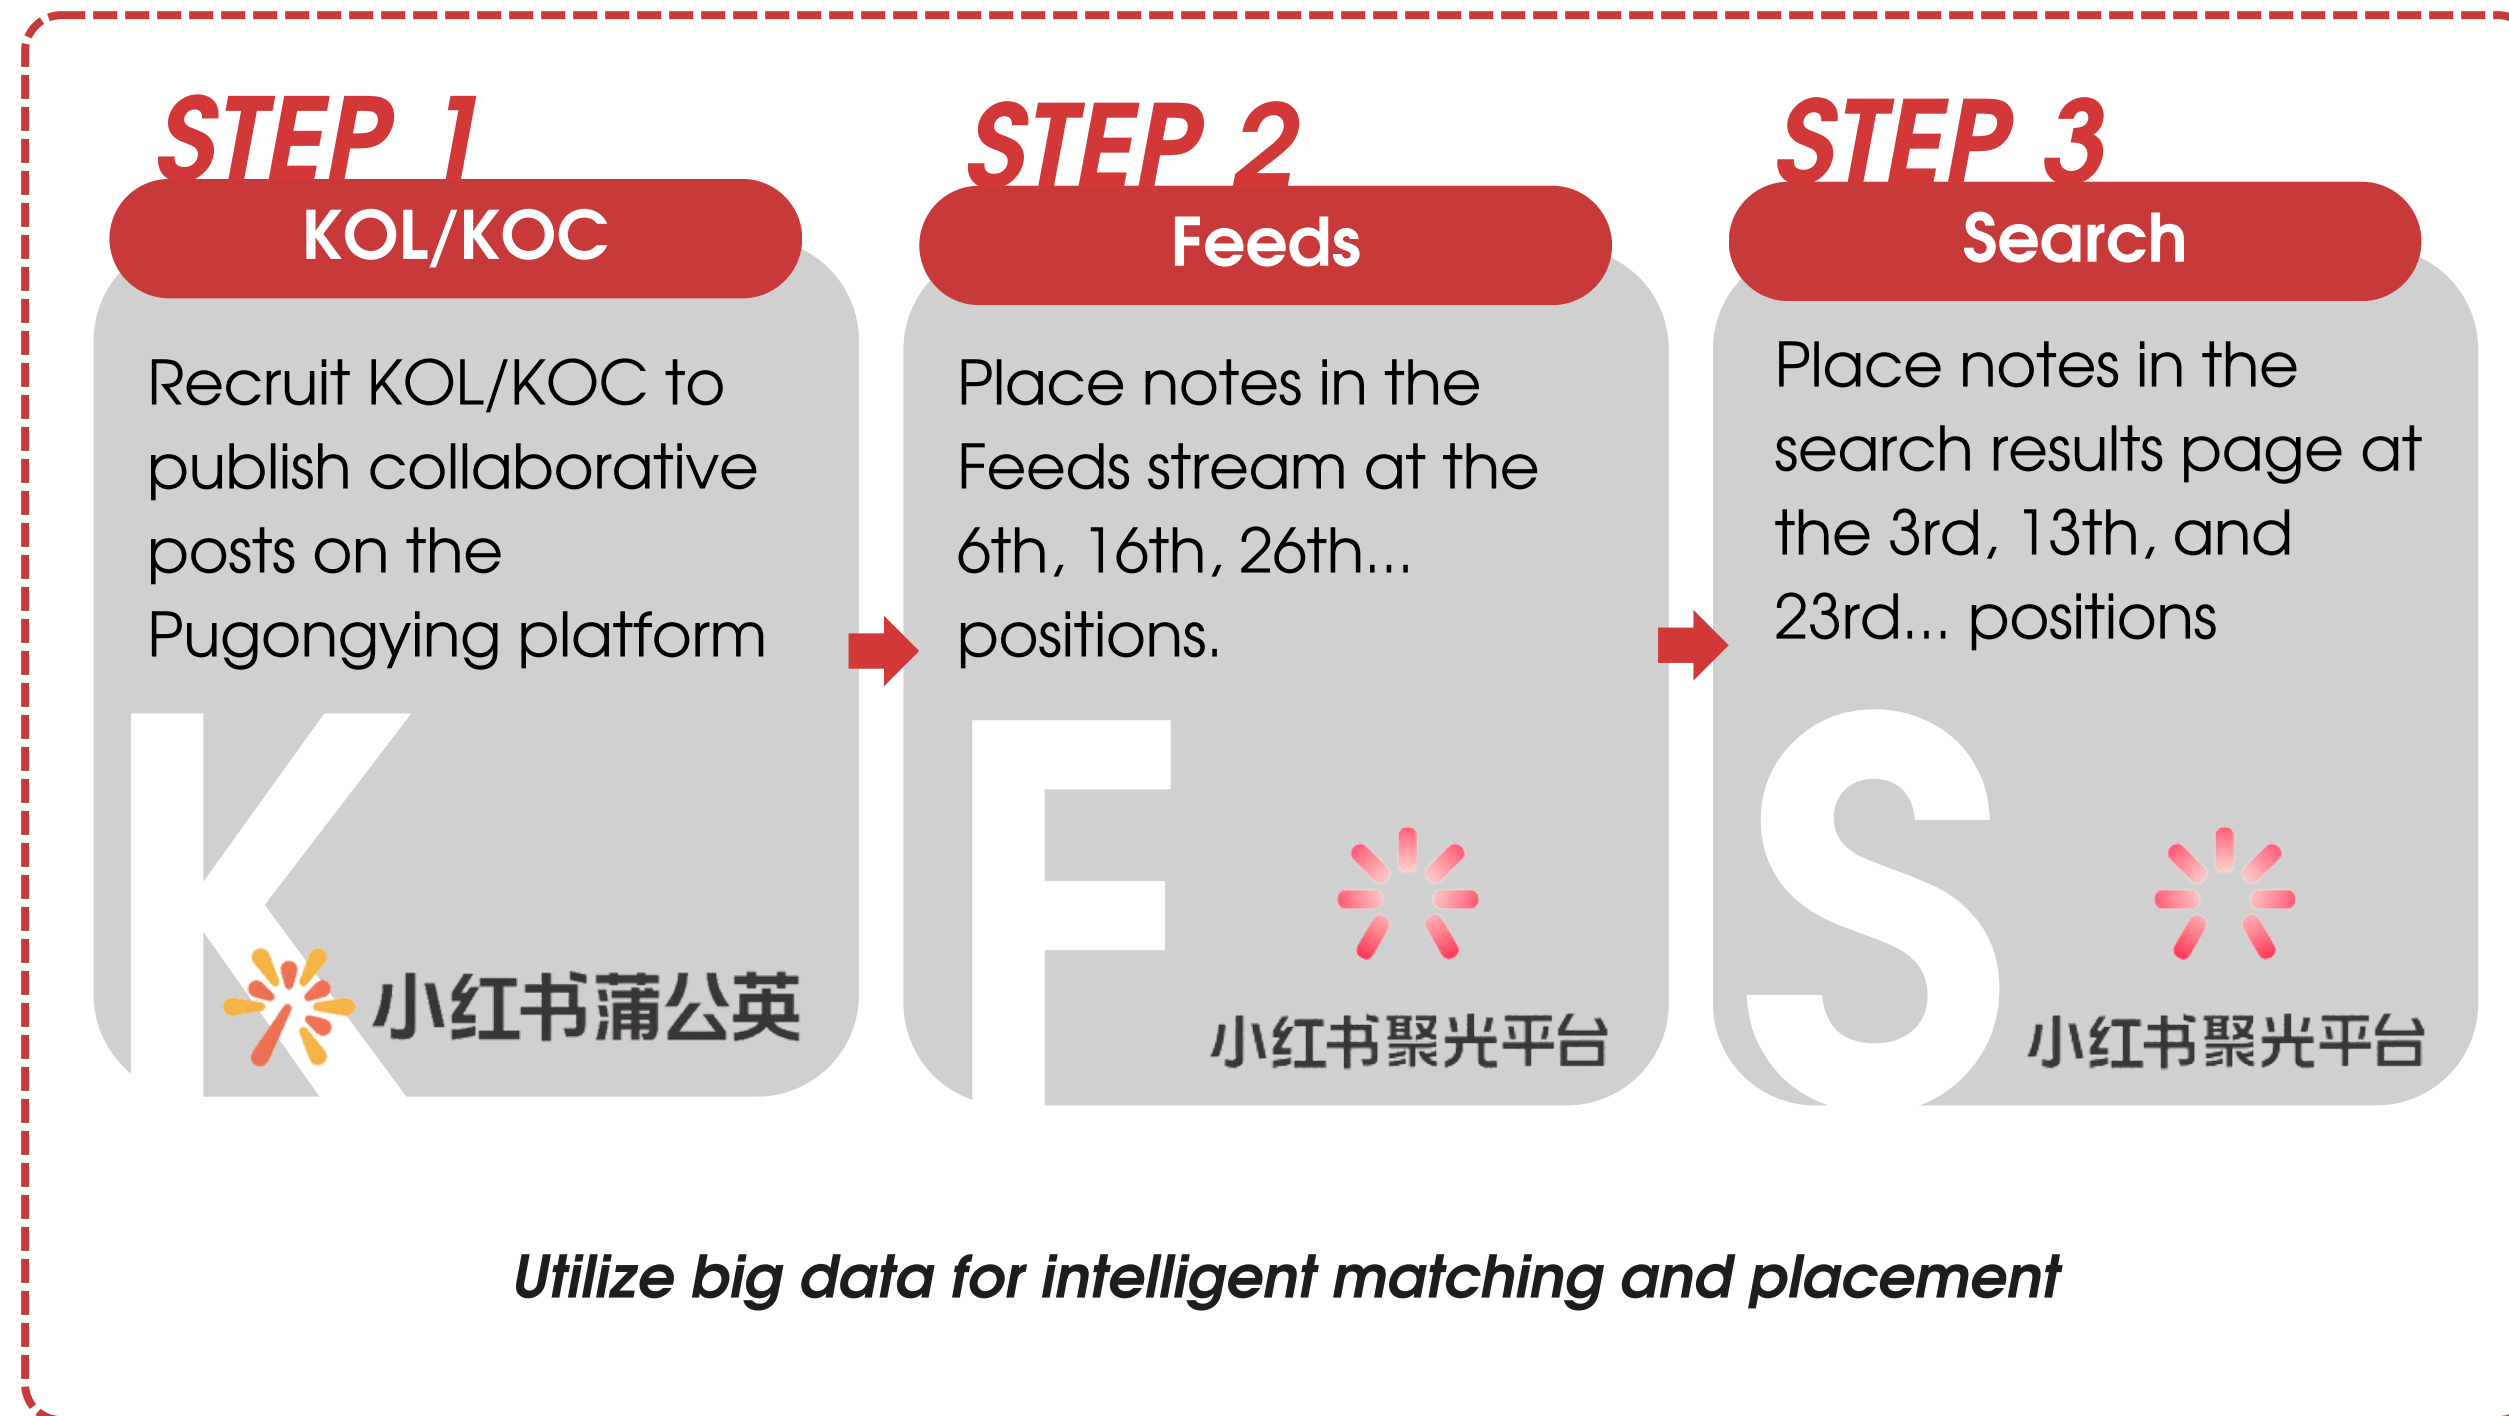 STEP 1
KOL/KOC
Recruit KOL/KOC to
publish collaborative
posts on the
Pugongying platform
K
小红书蒲公英
STEP 2
Feeds
Place notes in the
Feeds stream at the
6th, 16th, 26th...
positions.
F
小红书聚光平台
STEP 3
Search
Place notes in the
search results page at
the 3rd, 13th, and
23rd... positions
S
小红书聚光平台
Utilize big data for intelligent matching and placement